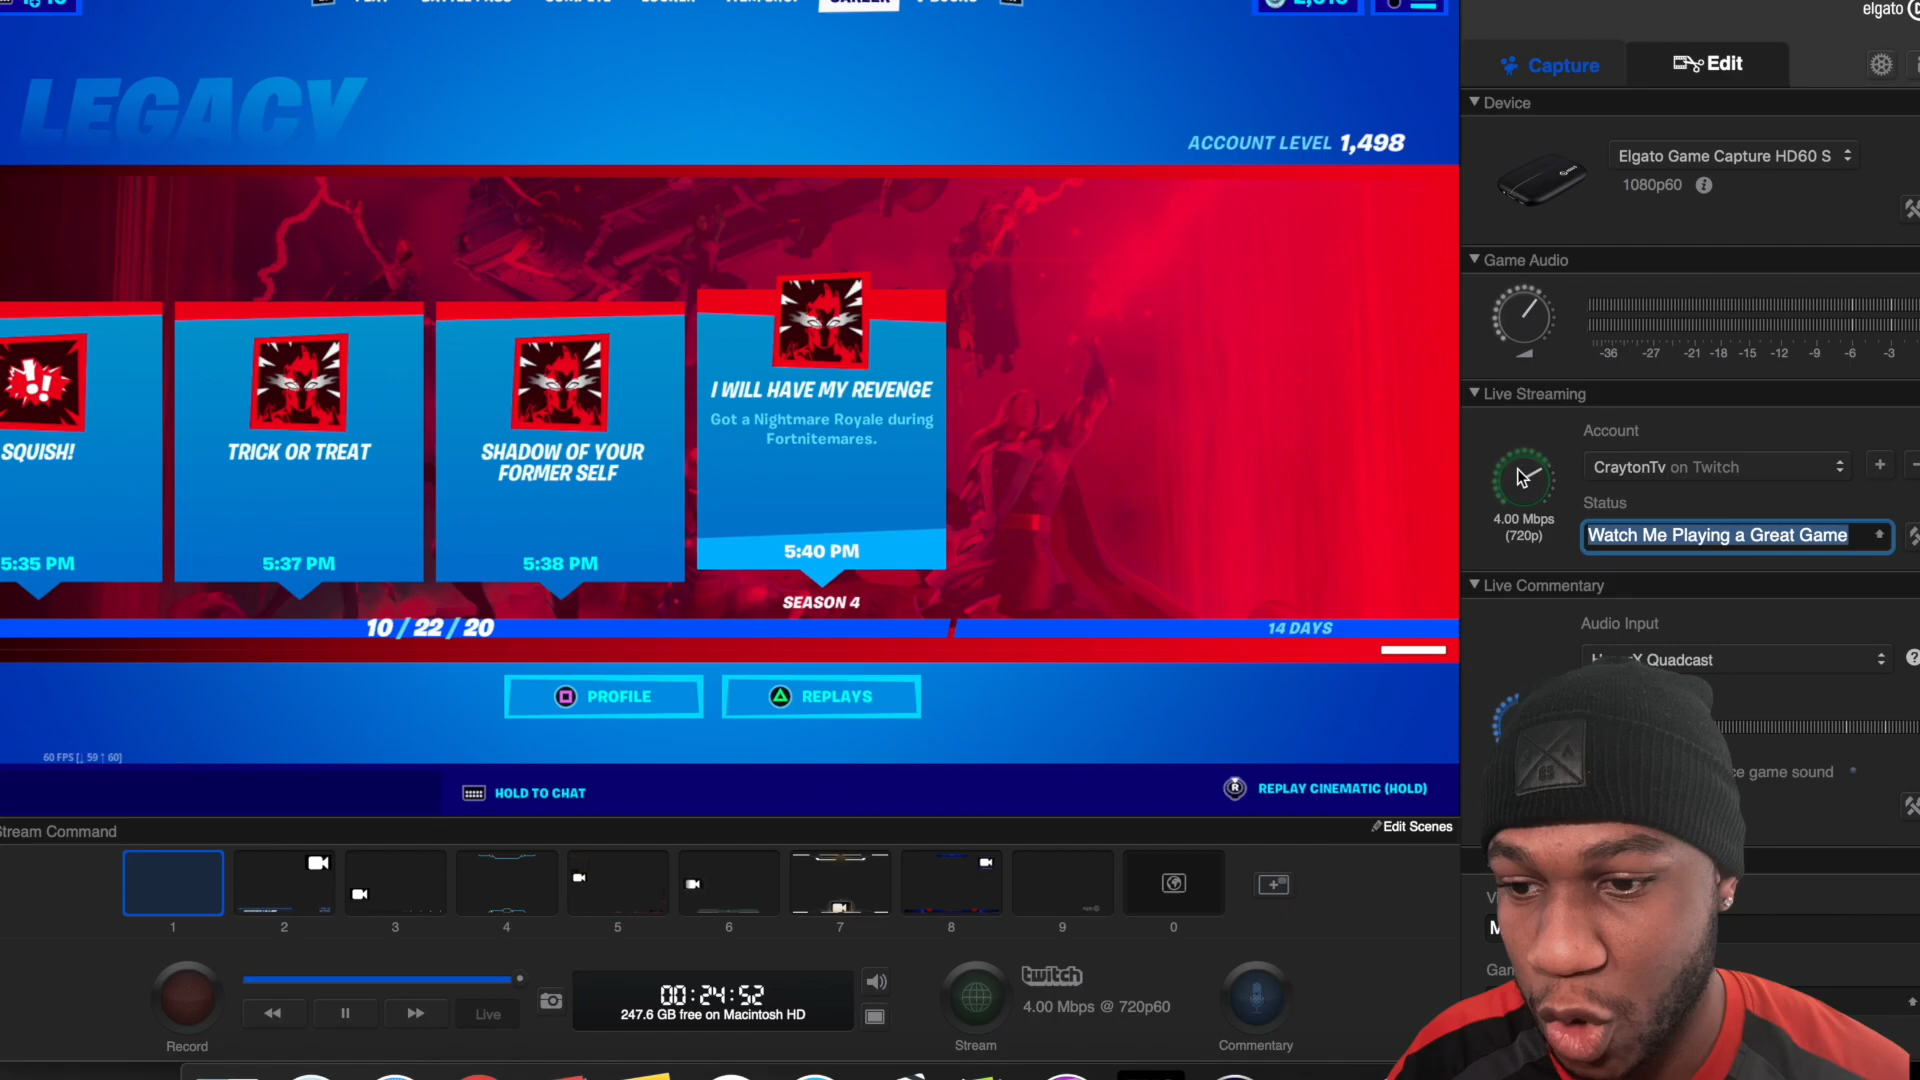 CAREER
elgato
Capture
Edit
LEGACY
ACCOUNT LEVEL 1,498
Device
Elgato Game Capture HD60 S
1080p60
Game Audio
-36 -27 -21 -18 -15 -12 -9 -6 -3
Live Streaming
Account
CraytonTv on Twitch
Status
4.00 Mbps
(720p)
Watch Me Playing a Great Game
Live Commentary
Audio Input
Quadcast
game sound
SQUISH!
5:35 PM
TRICK OR TREAT
5:37 PM
SHADOW OF YOUR
FORMER SELF
5:38 PM
I WILL HAVE MY REVENGE
Got a Nightmare Royale during
Fortnitemares.
5:40 PM
SEASON 4
10 / 22 / 20
14 DAYS
PROFILE
REPLAYS
60 FPS [↓ 59 ↑ 60]
HOLD TO CHAT
REPLAY CINEMATIC (HOLD)
Stream Command
Edit Scenes
1 2 3 4 5 6 7 8 9 0
Record
Live
00:24:52
247.6 GB free on Macintosh HD
twitch
4.00 Mbps @ 720p60
Stream
Commentary